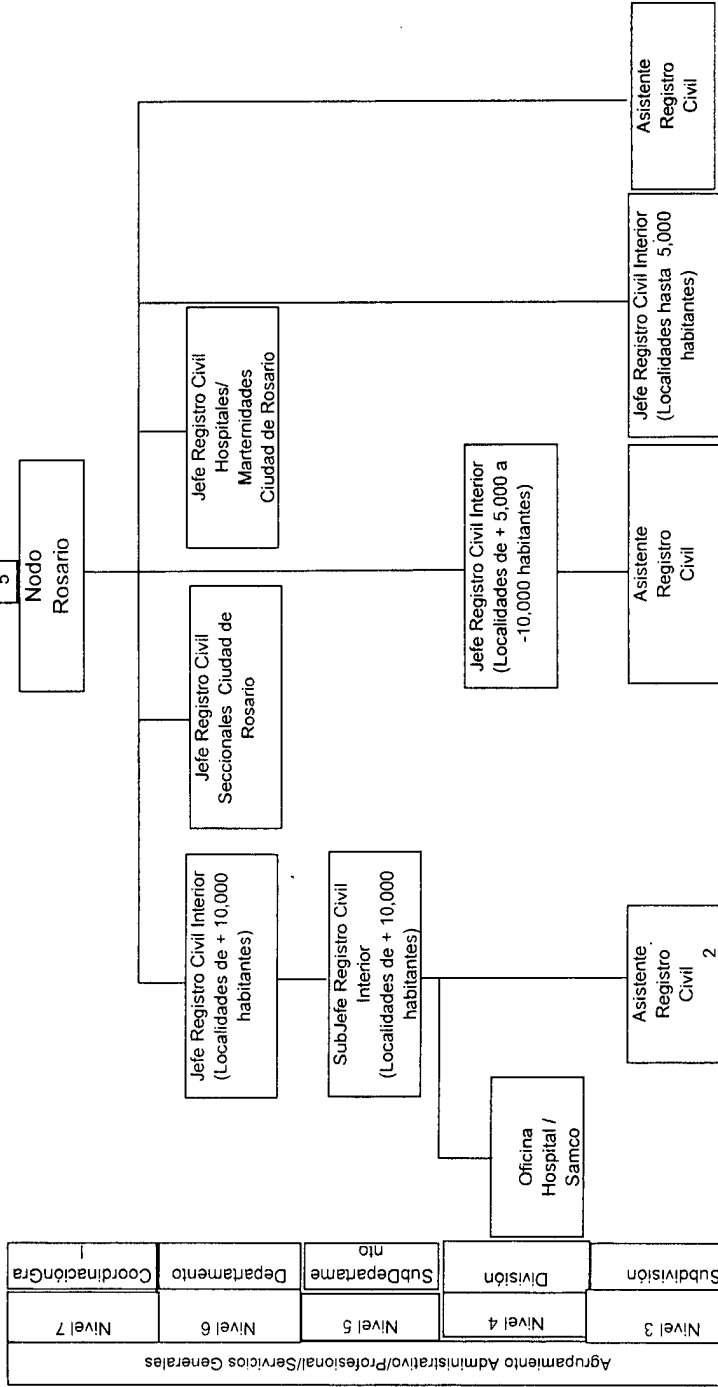 5
Nodo
Rosario
Jefe Registro Civil Interior
(Localidades de + 10,000
habitantes)
Jefe Registro Civil
Seccionales Ciudad de
Rosario
Jefe Registro Civil
Hospitales/
Marternidades
Ciudad de Rosario
SubJefe Registro Civil
Interior
(Localidades de + 10,000
habitantes)
Oficina
Hospital /
Samco
Jefe Registro Civil Interior
(Localidades de + 5,000 a
-10,000 habitantes)
Asistente
Registro
Civil
2
Asistente
Registro
Civil
Jefe Registro Civil Interior
(Localidades hasta 5,000
habitantes)
Asistente
Registro
Civil
Agrupamiento Administrativo/Profesional/Servicios Generales
Nivel 7
CoordinaciónGra
l
Nivel 6
Departamento
Nivel 5
SubDepartame
nto
Nivel 4
División
Nivel 3
Subdivisión